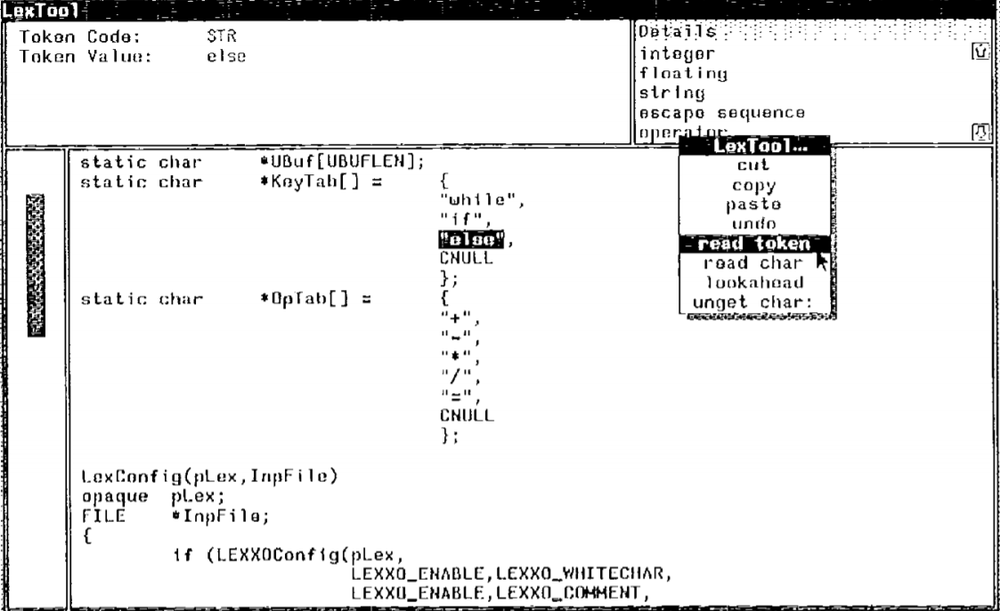 LexTool
Token Code: STR
Token Value: else
Details
integer
floating
string
escape sequence
operator
LexTool...
cut
copy
paste
undo
read token
read char
lookahead
unget char:
static char *UBuf[UBUFLEN];
static char *KeyTab[] = {
"while",
"if",
"else",
CNULL
};
static char *OpTab[] = {
"+",
"-",
"*",
"/",
"=",
CNULL
};
LexConfig(pLex,InpFile)
opaque pLex;
FILE *InpFile;
{
if (LEXXOConfig(pLex,
LEXXO_ENABLE,LEXXO_WHITECHAR,
LEXXO_ENABLE,LEXXO_COMMENT,